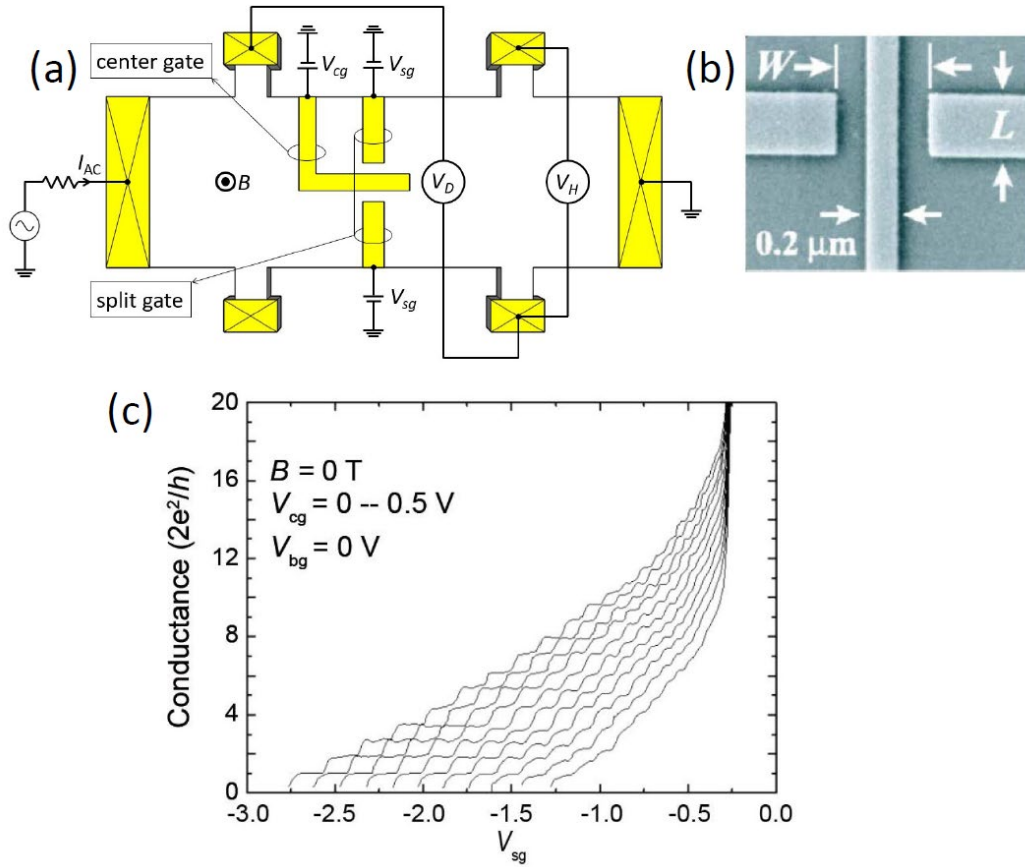 (a)
center gate
V_cg
V_sg
I_AC
B
V_D
V_H
split gate
V_sg
(b)
W
L
0.2 µm
(c)
Conductance (2e²/h)
20
16
12
8
4
0
B = 0 T
V_cg = 0 -- 0.5 V
V_bg = 0 V
-3.0 -2.5 -2.0 -1.5 -1.0 -0.5 0.0
V_sg